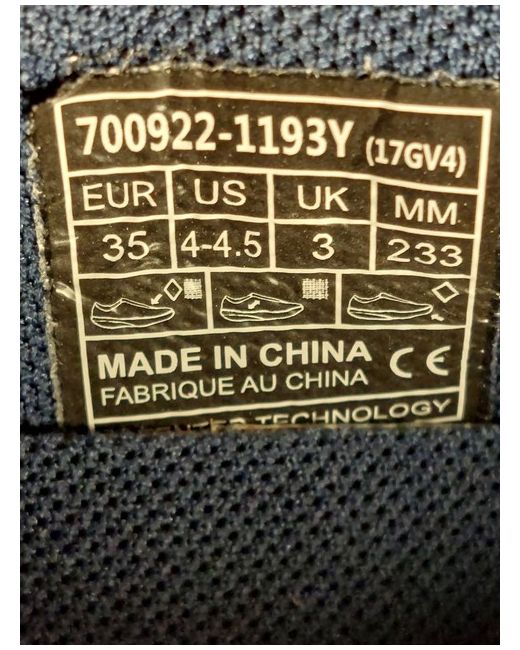 700922-1193Y (17GV4)
EUR US UK MM
35 4-4.5 3 233
MADE IN CHINA CE
FABRIQUE AU CHINA
TECHNOLOGY